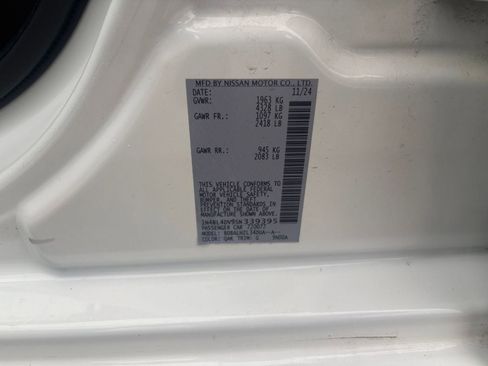 MFD BY NISSAN MOTOR CO., LTD.
DATE: 11/24
GVWR: 1963 KG
4328 LB
GAWR FR.: 1097 KG
2418 LB
GAWR RR.: 945 KG
2083 LB
THIS VEHICLE CONFORMS TO
ALL APPLICABLE FEDERAL
MOTOR VEHICLE SAFETY,
BUMPER, AND THEFT
PREVENTION STANDARDS IN
EFFECT ON THE DATE OF
MANUFACTURE SHOWN ABOVE.
1N4BL4DV9SN339395
PASSENGER CAR
MODEL:
COLOR: QAK TRIM: G